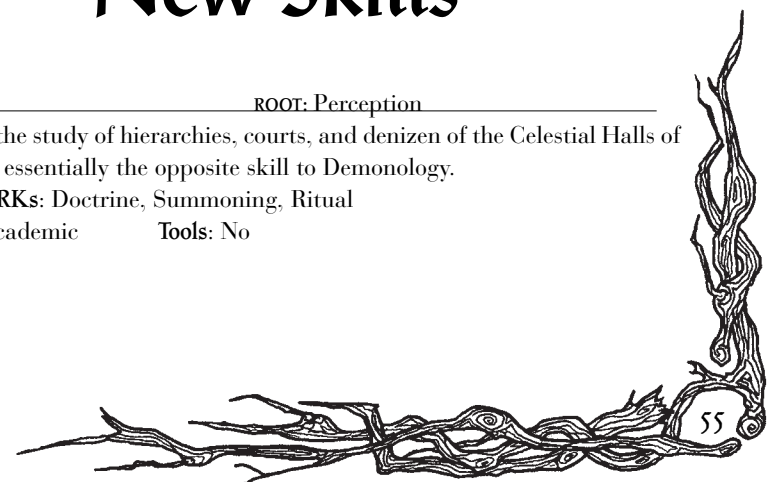 New Skills
ROOT: Perception
the study of hierarchies, courts, and denizen of the Celestial Halls of
essentially the opposite skill to Demonology.
RKs: Doctrine, Summoning, Ritual
cademic Tools: No
55